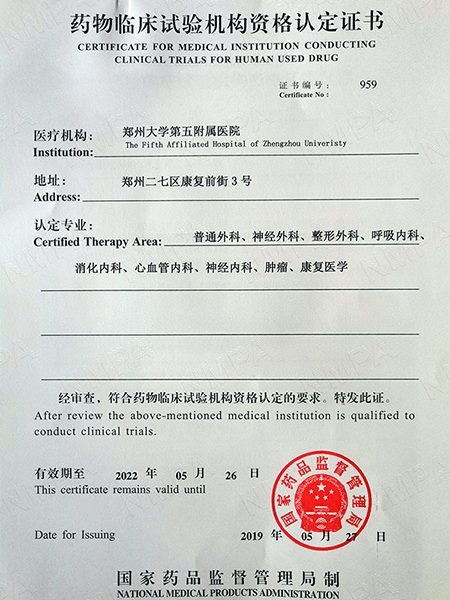 药物临床试验机构资格认定证书
CERTIFICATE FOR MEDICAL INSTITUTION CONDUCTING
CLINICAL TRIALS FOR HUMAN USED DRUG
证书编号: 959
Certificate No :
医疗机构: 郑州大学第五附属医院
Institution: The Fifth Affiliated Hospital of Zhengzhou Univeristy
地址: 郑州二七区康复前街3号
Address:
认定专业:
Certified Therapy Area: 普通外科、神经外科、整形外科、呼吸内科、
消化内科、心血管内科、神经内科、肿瘤、康复医学
经审查，符合药物临床试验机构资格认定的要求。特发此证。
After review the above-mentioned medical institution is qualified to
conduct clinical trials.
有效期至 2022 年 05 月 26 日
This certificate remains valid until
国家药品监督管理局
Date for Issuing 2019 年 05 月 27 日
国家药品监督管理局制
NATIONAL MEDICAL PRODUCTS ADMINISTRATION